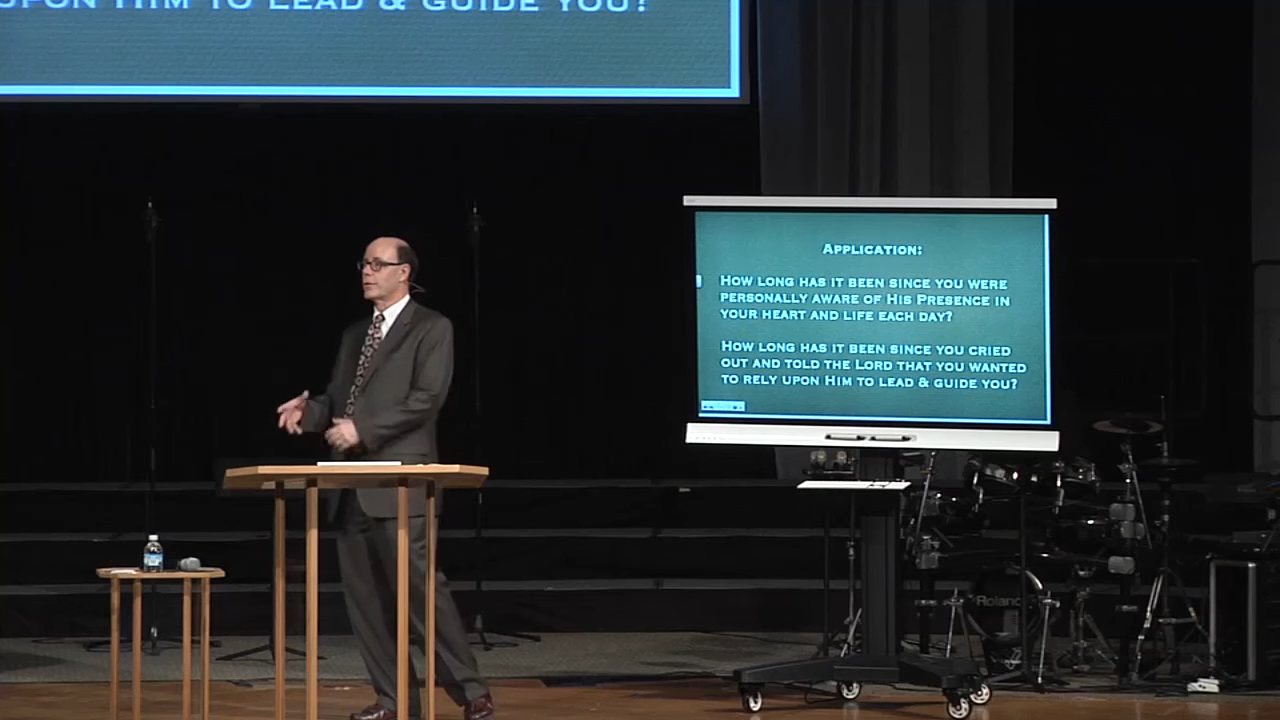 UPON HIM TO LEAD & GUIDE YOU?
APPLICATION:
HOW LONG HAS IT BEEN SINCE YOU WERE
PERSONALLY AWARE OF HIS PRESENCE IN
YOUR HEART AND LIFE EACH DAY?
HOW LONG HAS IT BEEN SINCE YOU CRIED
OUT AND TOLD THE LORD THAT YOU WANTED
TO RELY UPON HIM TO LEAD & GUIDE YOU?
Roland